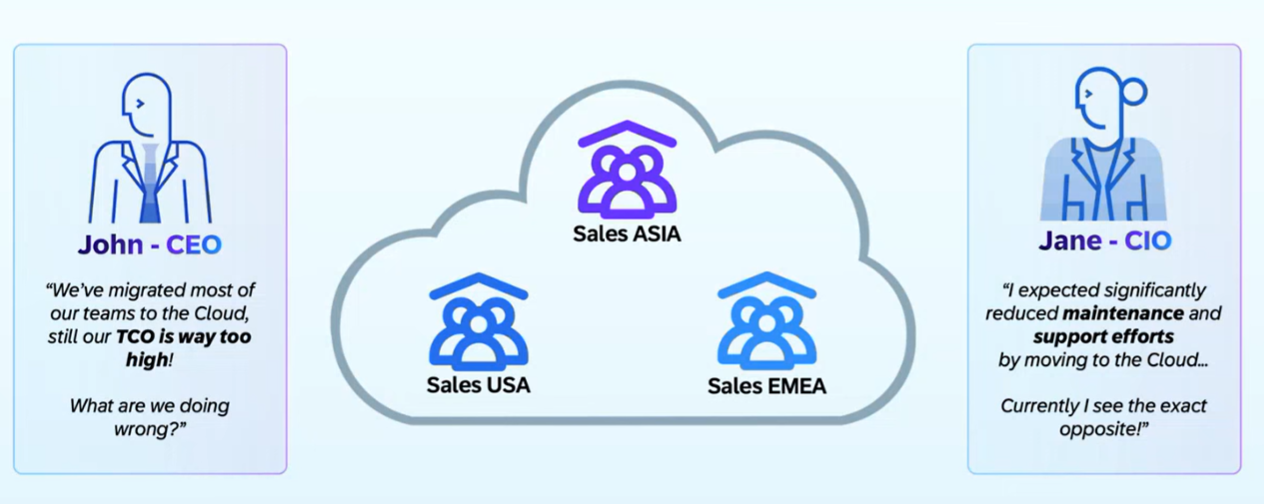 John - CEO
“We’ve migrated most of
our teams to the Cloud,
still our TCO is way too
high!
What are we doing
wrong?”
Sales ASIA
Sales USA
Sales EMEA
Jane - CIO
“I expected significantly
reduced maintenance and
support efforts
by moving to the Cloud...
Currently I see the exact
opposite!”